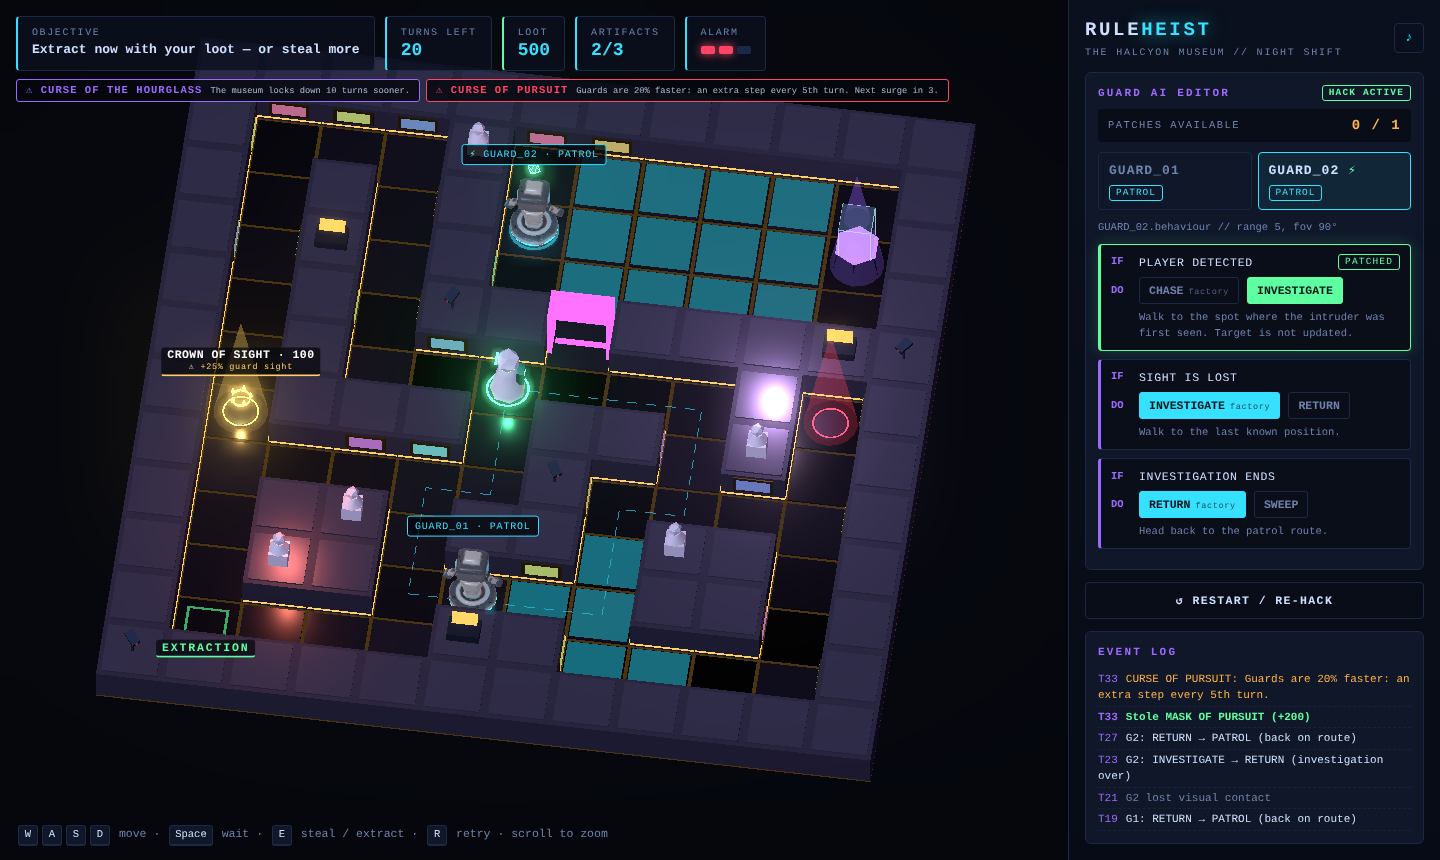 OBJECTIVE
Extract now with your loot — or steal more
TURNS LEFT
20
LOOT
500
ARTIFACTS
2/3
ALARM
⚠ CURSE OF THE HOURGLASS The museum locks down 10 turns sooner.
⚠ CURSE OF PURSUIT Guards are 20% faster: an extra step every 5th turn. Next surge in 3.
⚡ GUARD_02 · PATROL
CROWN OF SIGHT · 100
⚠ +25% guard sight
GUARD_01 · PATROL
EXTRACTION
W A S D move · Space wait · E steal / extract · R retry · scroll to zoom
RULEHEIST
THE HALCYON MUSEUM // NIGHT SHIFT
♪
GUARD AI EDITOR
HACK ACTIVE
PATCHES AVAILABLE
0 / 1
GUARD_01
PATROL
GUARD_02 ⚡
PATROL
GUARD_02.behaviour // range 5, fov 90°
IF PLAYER DETECTED
PATCHED
DO CHASE factory INVESTIGATE
Walk to the spot where the intruder was
first seen. Target is not updated.
IF SIGHT IS LOST
DO INVESTIGATE factory RETURN
Walk to the last known position.
IF INVESTIGATION ENDS
DO RETURN factory SWEEP
Head back to the patrol route.
↺ RESTART / RE-HACK
EVENT LOG
T33 CURSE OF PURSUIT: Guards are 20% faster: an
extra step every 5th turn.
T33 Stole MASK OF PURSUIT (+200)
T27 G2: RETURN → PATROL (back on route)
T23 G2: INVESTIGATE → RETURN (investigation
over)
T21 G2 lost visual contact
T19 G1: RETURN → PATROL (back on route)